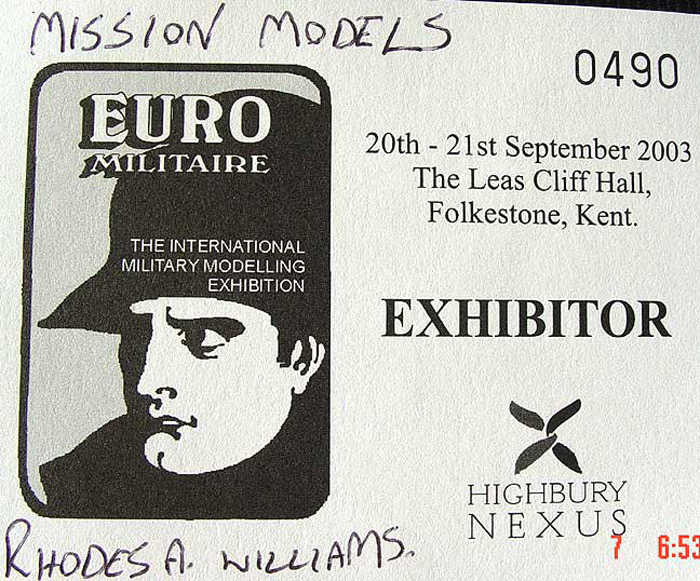 MISSION MODELS
0490
EURO
MILITAIRE
THE INTERNATIONAL
MILITARY MODELLING
EXHIBITION
20th - 21st September 2003
The Leas Cliff Hall,
Folkestone, Kent.
EXHIBITOR
HIGHBURY
NEXUS
RHODES A. WILLIAMS.
7 6:53